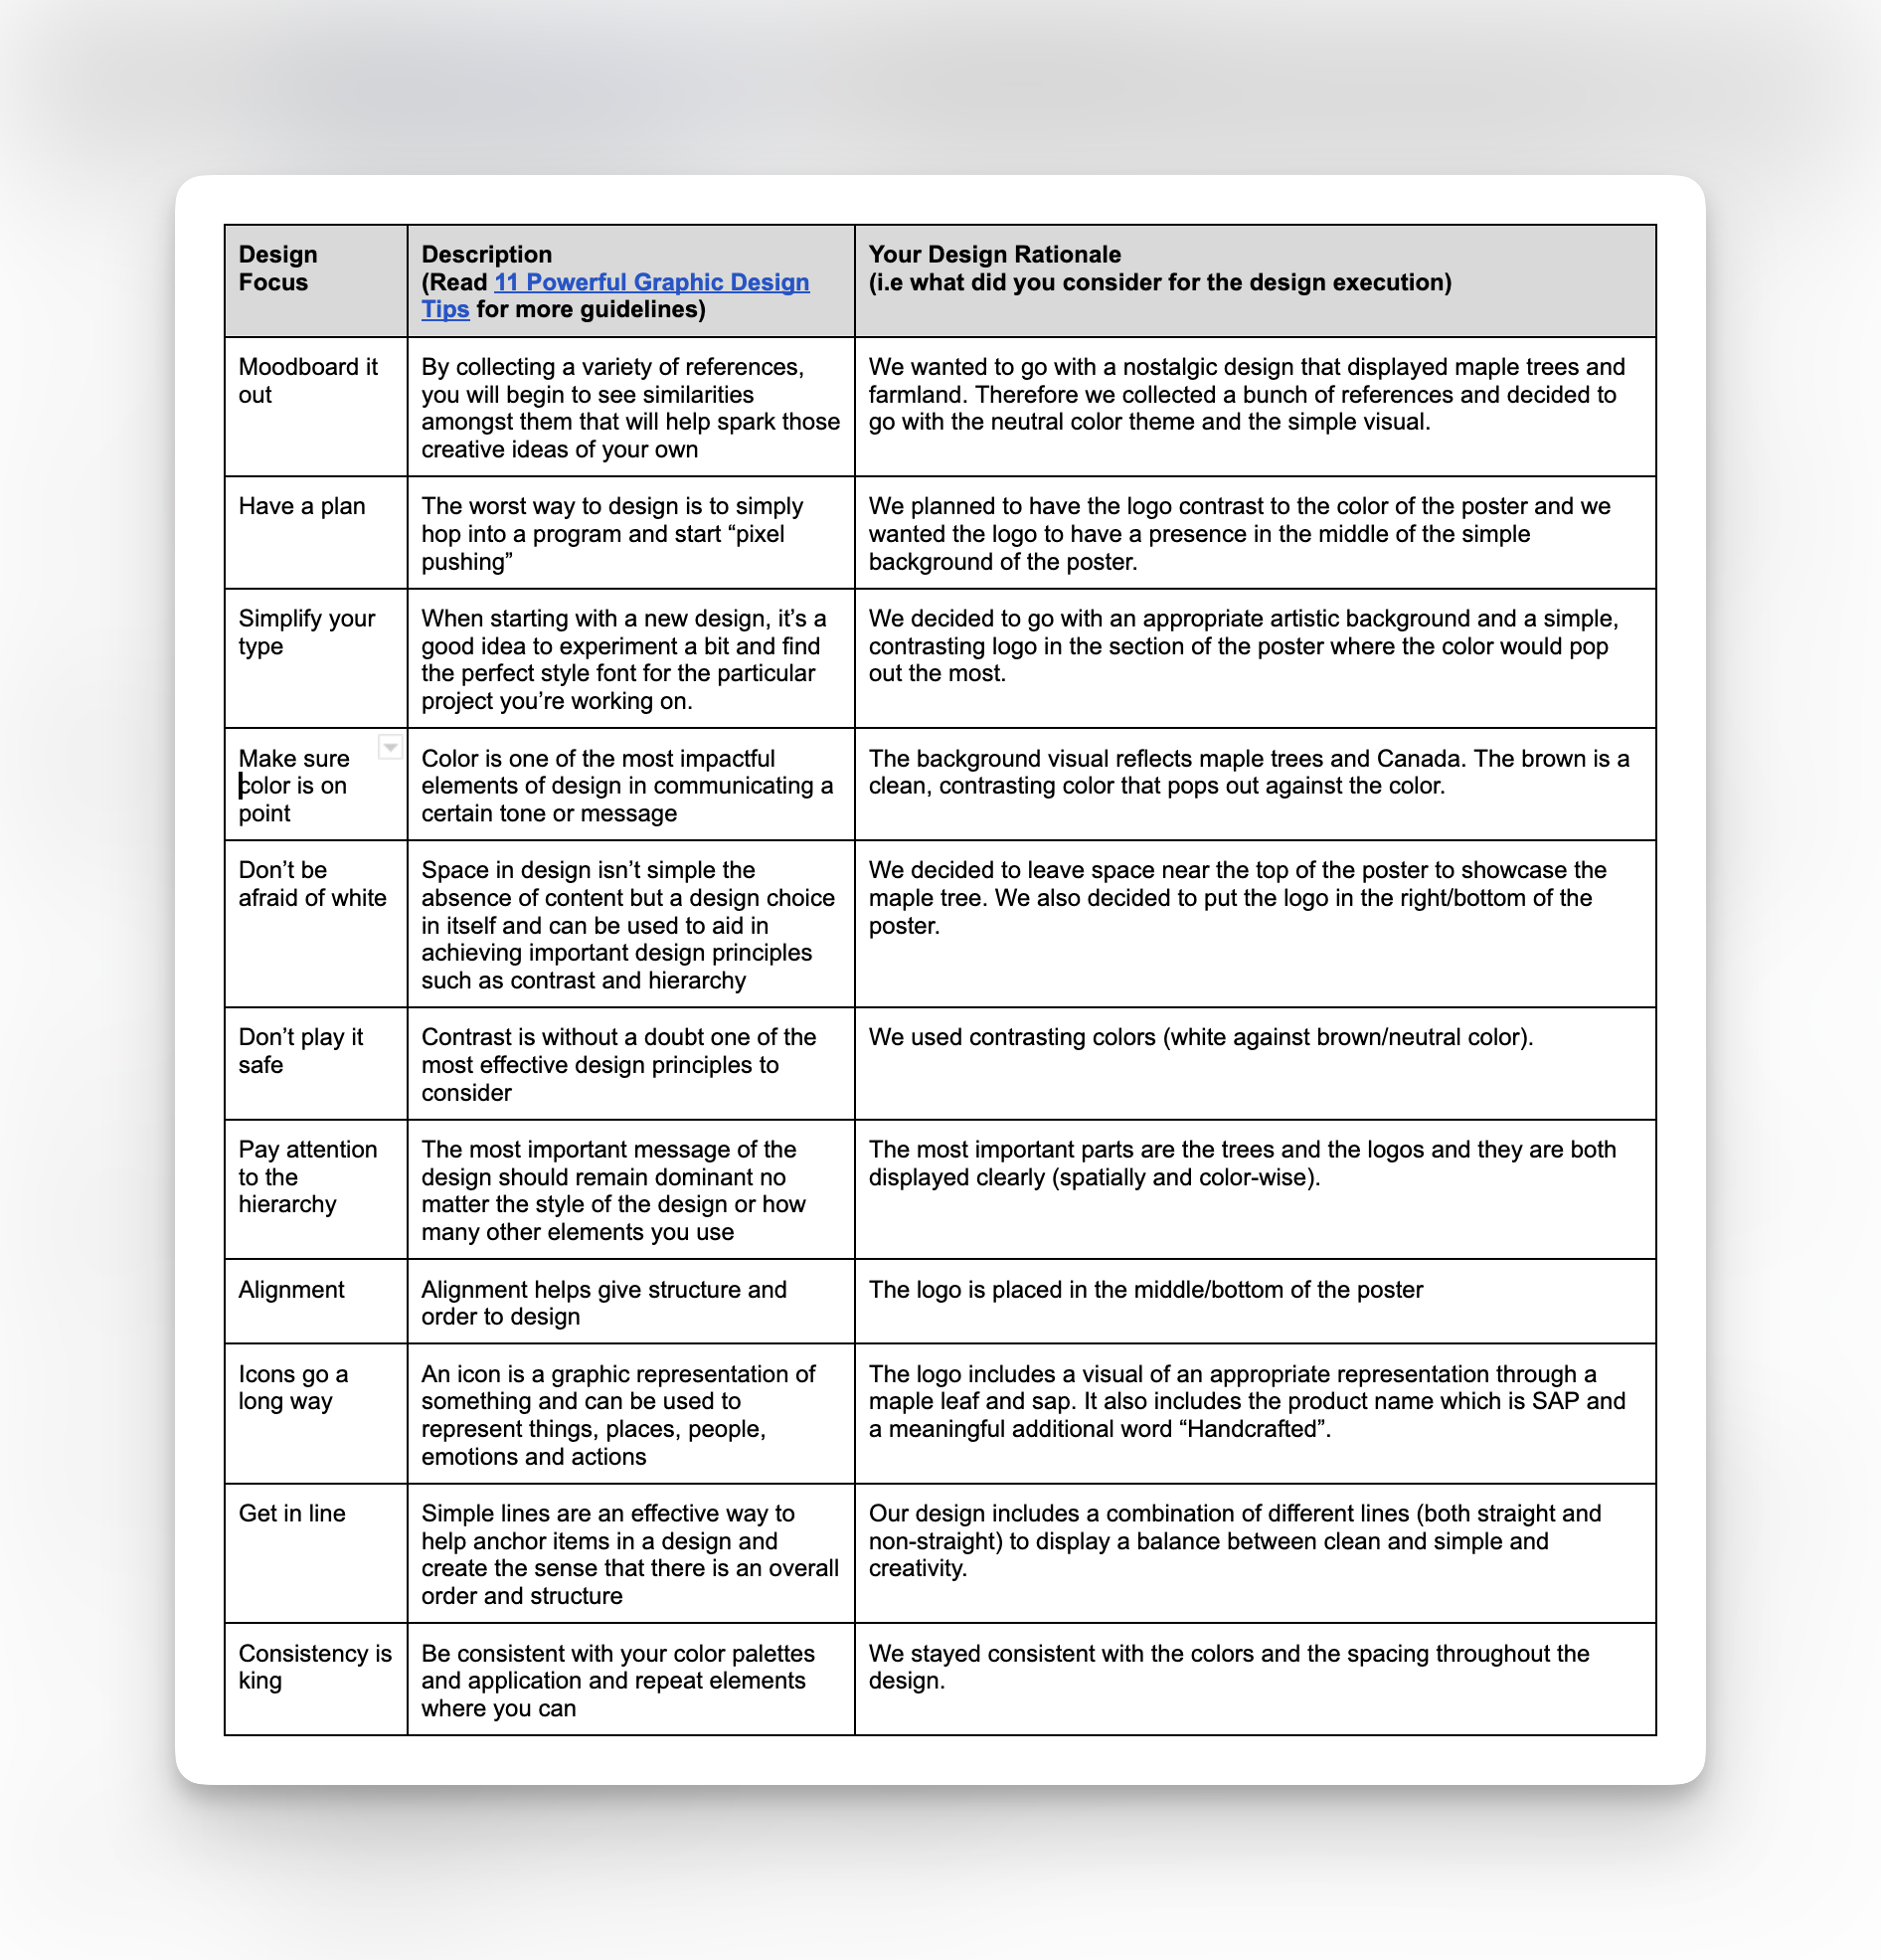 Design
Focus
Description
(Read 11 Powerful Graphic Design
Tips for more guidelines)
Your Design Rationale
(i.e what did you consider for the design execution)
Moodboard it
out
By collecting a variety of references,
you will begin to see similarities
amongst them that will help spark those
creative ideas of your own
We wanted to go with a nostalgic design that displayed maple trees and
farmland. Therefore we collected a bunch of references and decided to
go with the neutral color theme and the simple visual.
Have a plan
The worst way to design is to simply
hop into a program and start “pixel
pushing”
We planned to have the logo contrast to the color of the poster and we
wanted the logo to have a presence in the middle of the simple
background of the poster.
Simplify your
type
When starting with a new design, it’s a
good idea to experiment a bit and find
the perfect style font for the particular
project you’re working on.
We decided to go with an appropriate artistic background and a simple,
contrasting logo in the section of the poster where the color would pop
out the most.
Make sure
color is on
point
Color is one of the most impactful
elements of design in communicating a
certain tone or message
The background visual reflects maple trees and Canada. The brown is a
clean, contrasting color that pops out against the color.
Don’t be
afraid of white
Space in design isn’t simple the
absence of content but a design choice
in itself and can be used to aid in
achieving important design principles
such as contrast and hierarchy
We decided to leave space near the top of the poster to showcase the
maple tree. We also decided to put the logo in the right/bottom of the
poster.
Don’t play it
safe
Contrast is without a doubt one of the
most effective design principles to
consider
We used contrasting colors (white against brown/neutral color).
Pay attention
to the
hierarchy
The most important message of the
design should remain dominant no
matter the style of the design or how
many other elements you use
The most important parts are the trees and the logos and they are both
displayed clearly (spatially and color-wise).
Alignment
Alignment helps give structure and
order to design
The logo is placed in the middle/bottom of the poster
Icons go a
long way
An icon is a graphic representation of
something and can be used to
represent things, places, people,
emotions and actions
The logo includes a visual of an appropriate representation through a
maple leaf and sap. It also includes the product name which is SAP and
a meaningful additional word “Handcrafted”.
Get in line
Simple lines are an effective way to
help anchor items in a design and
create the sense that there is an overall
order and structure
Our design includes a combination of different lines (both straight and
non-straight) to display a balance between clean and simple and
creativity.
Consistency is
king
Be consistent with your color palettes
and application and repeat elements
where you can
We stayed consistent with the colors and the spacing throughout the
design.